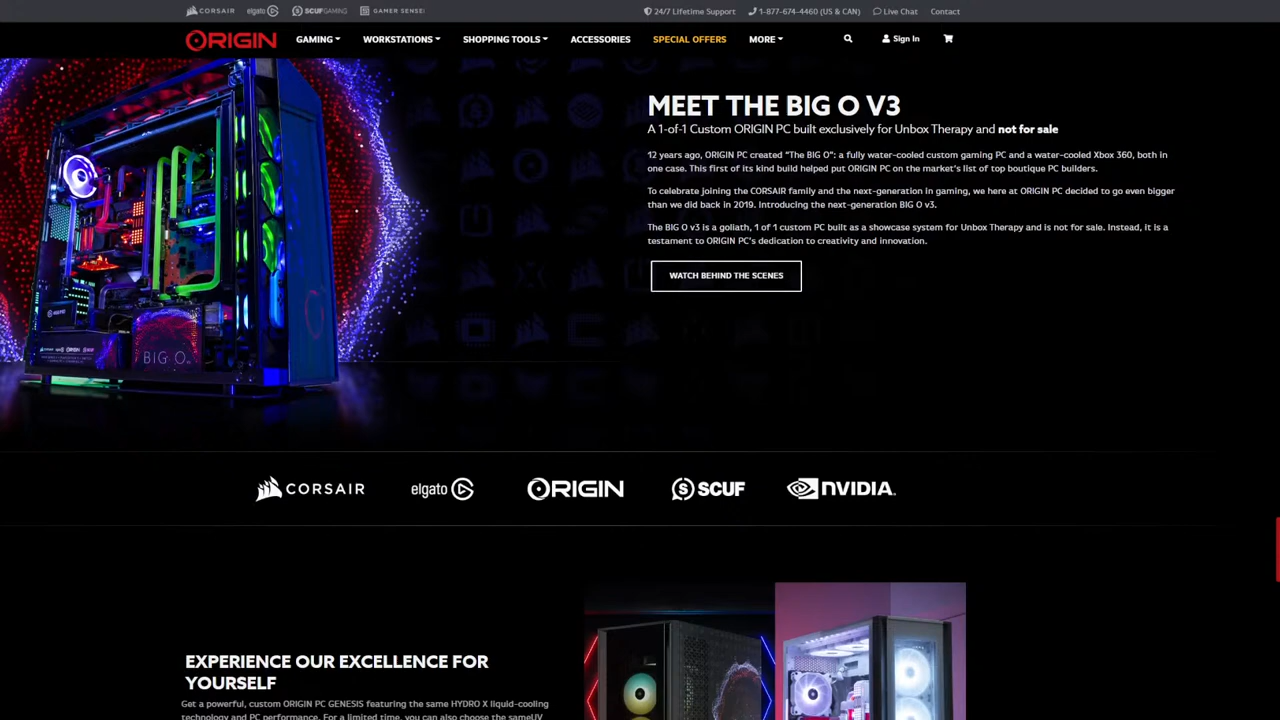 CORSAIR elgato SCUFGAMING GAMER SENSEI 24/7 Lifetime Support 1-877-674-4460 (US & CAN) Live Chat Contact
ORIGIN GAMING WORKSTATIONS SHOPPING TOOLS ACCESSORIES SPECIAL OFFERS MORE Sign In
MEET THE BIG O V3
A 1-of-1 Custom ORIGIN PC built exclusively for Unbox Therapy and not for sale
12 years ago, ORIGIN PC created "The BIG O": a fully water-cooled custom gaming PC and a water-cooled Xbox 360, both in
one case. This first of its kind build helped put ORIGIN PC on the market's list of top boutique PC builders.
To celebrate joining the CORSAIR family and the next-generation in gaming, we here at ORIGIN PC decided to go even bigger
than we did back in 2019. Introducing the next-generation BIG O v3.
The BIG O v3 is a goliath, 1 of 1 custom PC built as a showcase system for Unbox Therapy and is not for sale. Instead, it is a
testament to ORIGIN PC's dedication to creativity and innovation.
WATCH BEHIND THE SCENES
BIG O
CORSAIR elgato ORIGIN SCUF NVIDIA.
EXPERIENCE OUR EXCELLENCE FOR
YOURSELF
Get a powerful, custom ORIGIN PC GENESIS featuring the same HYDRO X liquid-cooling
technology and PC performance. For a limited time, you can also choose the sameUV